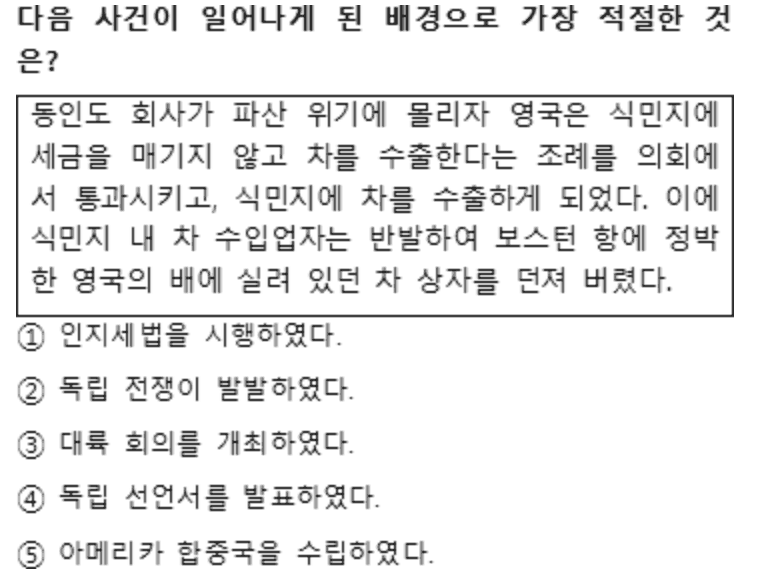 다음 사건이 일어나게 된 배경으로 가장 적절한 것
은?
동인도 회사가 파산 위기에 몰리자 영국은 식민지에
세금을 매기지 않고 차를 수출한다는 조례를 의회에
서 통과시키고, 식민지에 차를 수출하게 되었다. 이에
식민지 내 차 수입업자는 반발하여 보스턴 항에 정박
한 영국의 배에 실려 있던 차 상자를 던져 버렸다.
① 인지세법을 시행하였다.
② 독립 전쟁이 발발하였다.
③ 대륙 회의를 개최하였다.
④ 독립 선언서를 발표하였다.
⑤ 아메리카 합중국을 수립하였다.